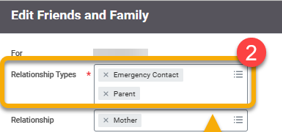 Edit Friends and Family
2
For
Relationship Types * × Emergency Contact
× Parent
Relationship × Mother